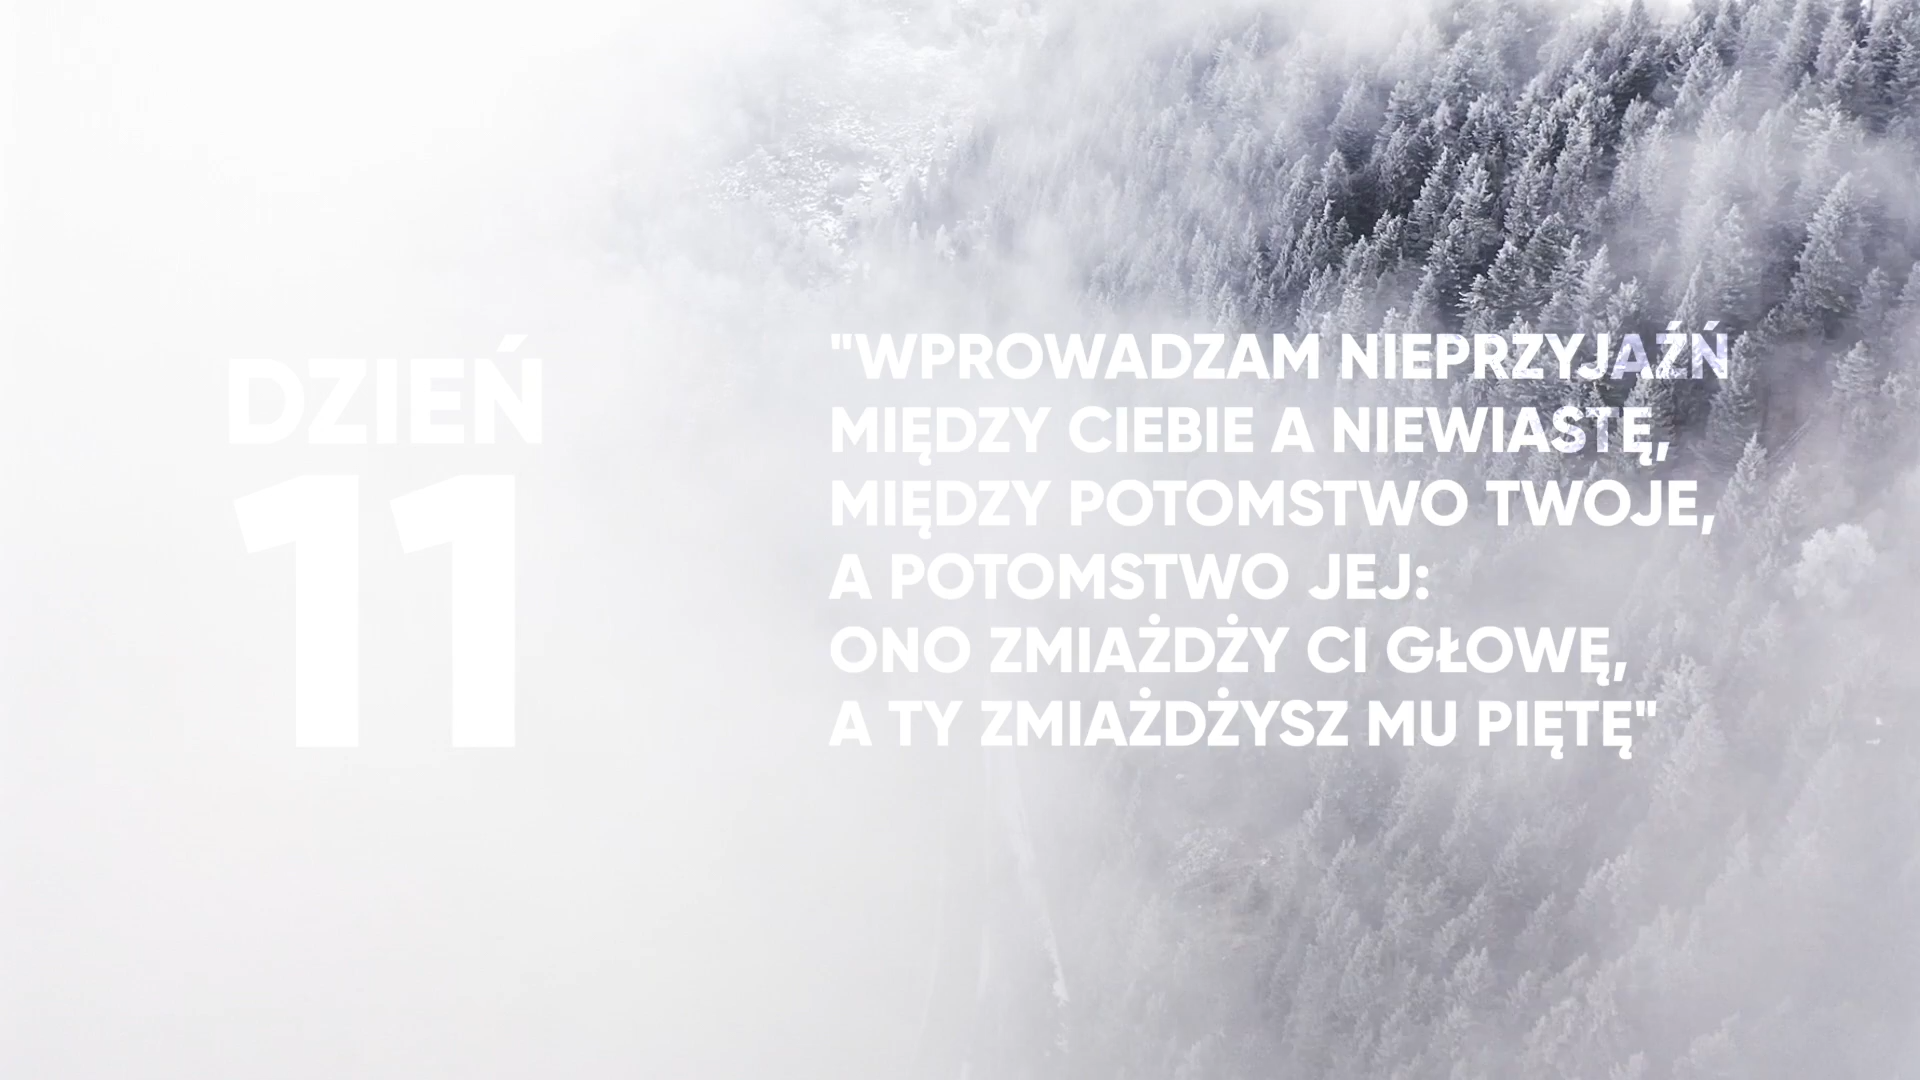 DZIEŃ
11
"WPROWADZAM NIEPRZYJAŹŃ
MIĘDZY CIEBIE A NIEWIASTĘ,
MIĘDZY POTOMSTWO TWOJE,
A POTOMSTWO JEJ:
ONO ZMIAŻDŻY CI GŁOWĘ,
A TY ZMIAŻDŻYSZ MU PIĘTĘ"